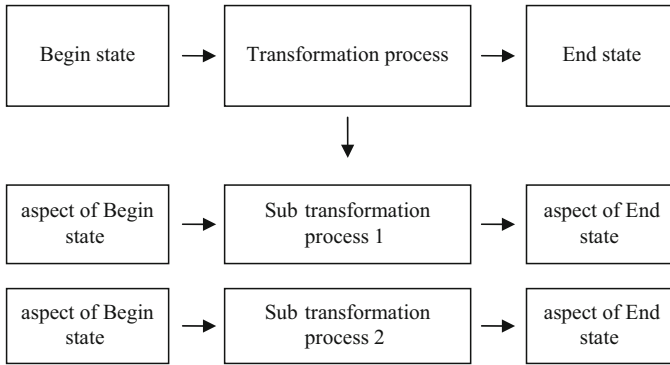 Begin state
Transformation process
End state
aspect of Begin
state
Sub transformation
process 1
aspect of End
state
aspect of Begin
state
Sub transformation
process 2
aspect of End
state